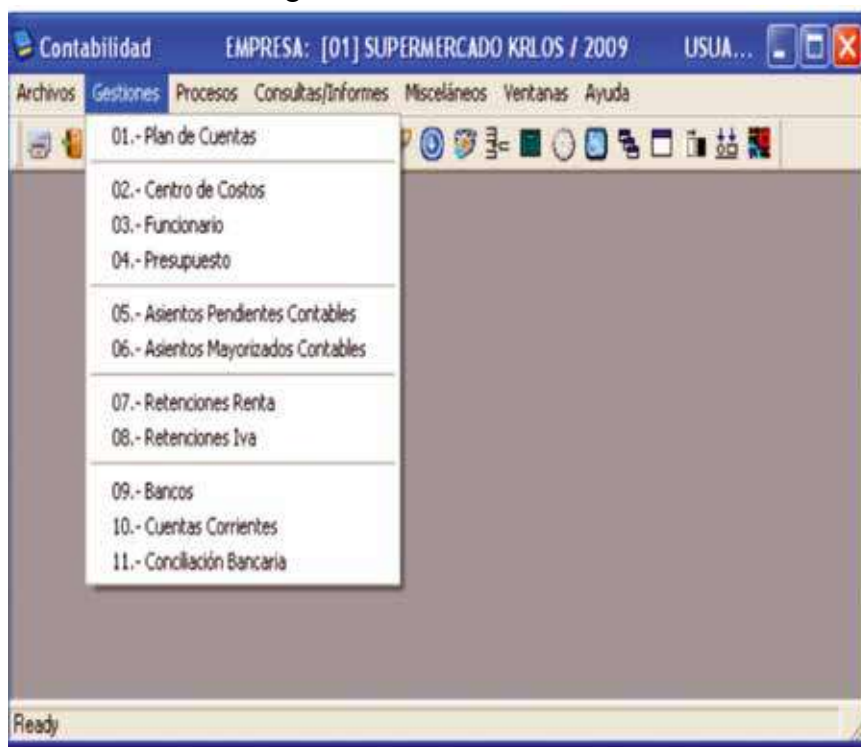 Contabilidad EMPRESA: [01] SUPERMERCADO KRLOS / 2009 USUA...
Archivos Gestiones Procesos Consultas/Informes Misceláneos Ventanas Ayuda
01.- Plan de Cuentas
02.- Centro de Costos
03.- Funcionario
04.- Presupuesto
05.- Asientos Pendientes Contables
06.- Asientos Mayorizados Contables
07.- Retenciones Renta
08.- Retenciones Iva
09.- Bancos
10.- Cuentas Corrientes
11.- Conciliación Bancaria
Ready